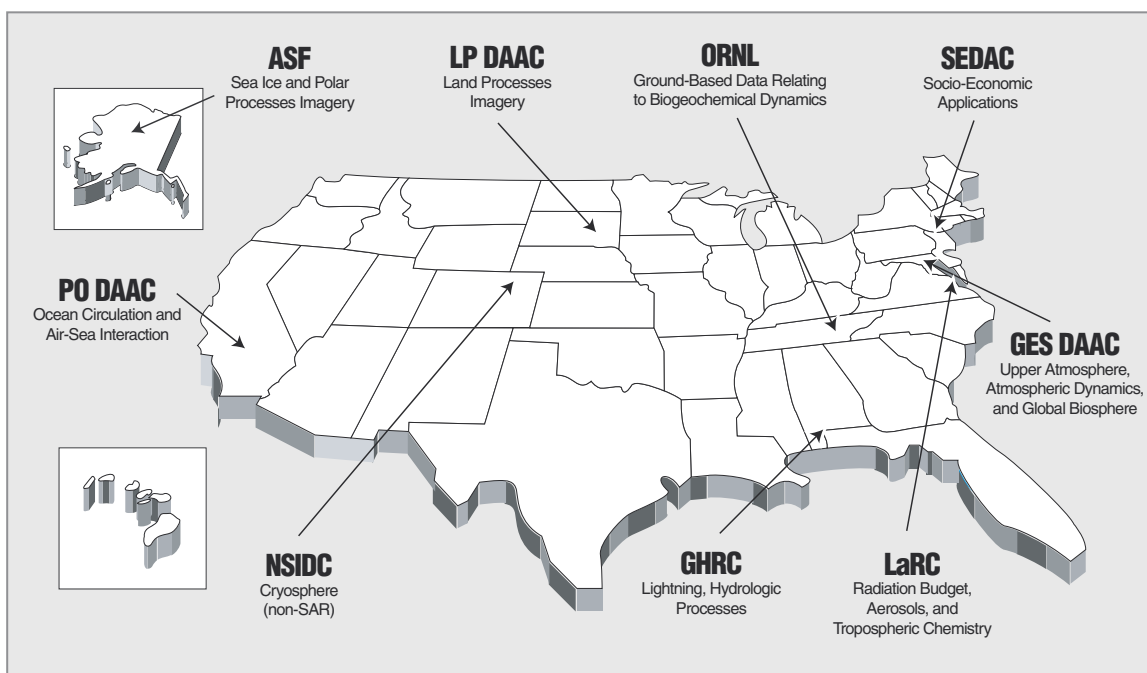 ASF
Sea Ice and Polar
Processes Imagery
LP DAAC
Land Processes
Imagery
ORNL
Ground-Based Data Relating
to Biogeochemical Dynamics
SEDAC
Socio-Economic
Applications
PO DAAC
Ocean Circulation and
Air-Sea Interaction
GES DAAC
Upper Atmosphere,
Atmospheric Dynamics,
and Global Biosphere
NSIDC
Cryosphere
(non-SAR)
GHRC
Lightning, Hydrologic
Processes
LaRC
Radiation Budget,
Aerosols, and
Tropospheric Chemistry